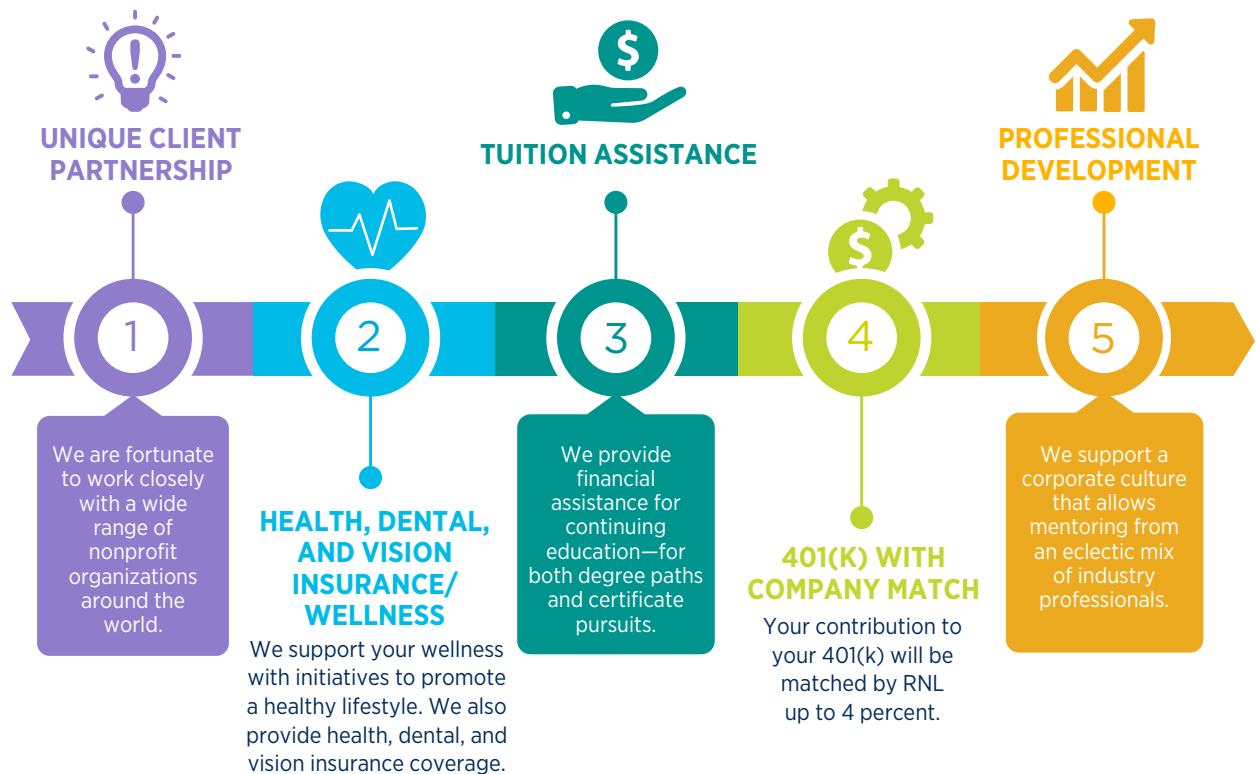 UNIQUE CLIENT
PARTNERSHIP
1
We are fortunate
to work closely
with a wide
range of
nonprofit
organizations
around the
world.
2
HEALTH, DENTAL,
AND VISION
INSURANCE/
WELLNESS
We support your wellness
with initiatives to promote
a healthy lifestyle. We also
provide health, dental, and
vision insurance coverage.
$
TUITION ASSISTANCE
3
We provide
financial
assistance for
continuing
education—for
both degree paths
and certificate
pursuits.
$
4
401(K) WITH
COMPANY MATCH
Your contribution to
your 401(k) will be
matched by RNL
up to 4 percent.
PROFESSIONAL
DEVELOPMENT
5
We support a
corporate culture
that allows
mentoring from
an eclectic mix
of industry
professionals.